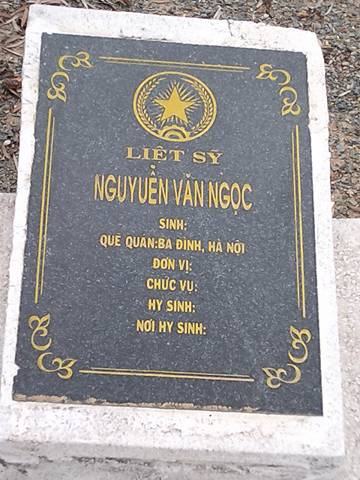 LIỆT SỸ
NGUYUỄN VĂN NGỌC
SINH:
QUÊ QUÁN:BA ĐÌNH, HÀ NỘI
ĐƠN VỊ:
CHỨC VỤ:
HY SINH:
NƠI HY SINH: